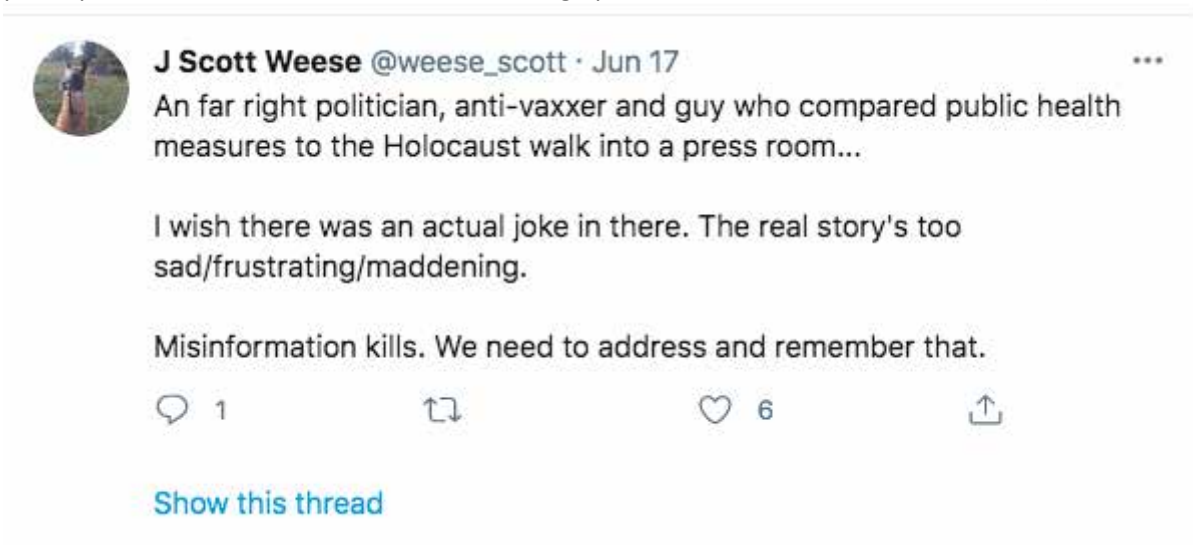 J Scott Weese @weese_scott · Jun 17
An far right politician, anti-vaxxer and guy who compared public health
measures to the Holocaust walk into a press room...
I wish there was an actual joke in there. The real story's too
sad/frustrating/maddening.
Misinformation kills. We need to address and remember that.
1 6
Show this thread